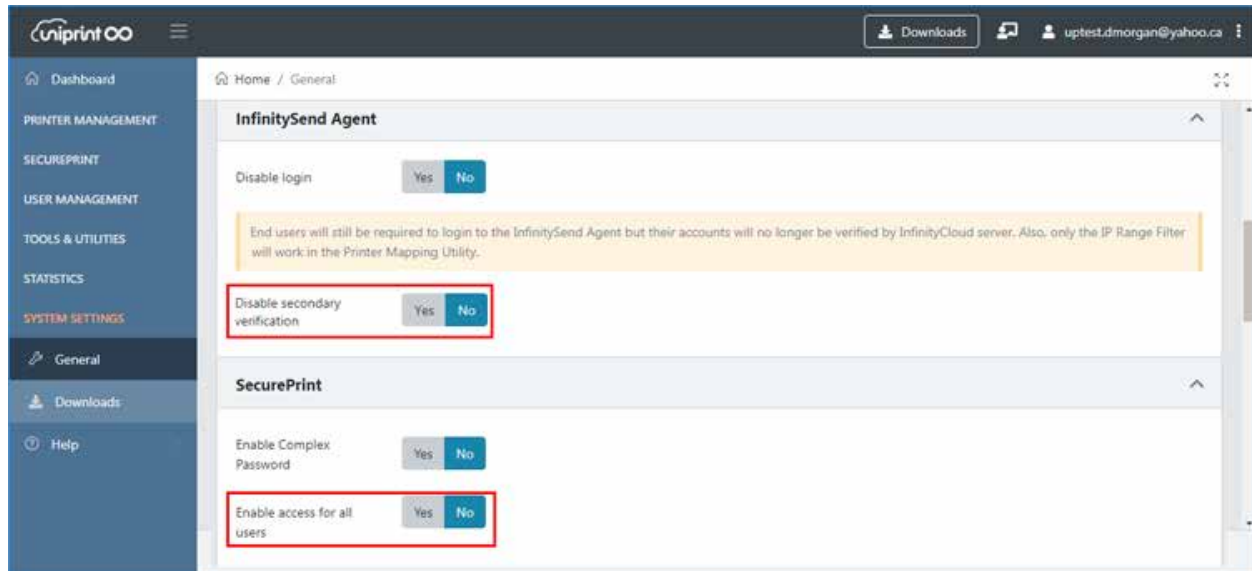 uniprint
Downloads
uptest.dmorgan@yahoo.ca
Dashboard
Home / General
PRINTER MANAGEMENT
SECUREPRINT
USER MANAGEMENT
TOOLS & UTILITIES
STATISTICS
SYSTEM SETTINGS
General
Downloads
Help
InfinitySend Agent
Disable login
Yes No
End users will still be required to login to the InfinitySend Agent but their accounts will no longer be verified by InfinityCloud server. Also, only the IP Range Filter
will work in the Printer Mapping Utility.
Disable secondary
verification
Yes No
SecurePrint
Enable Complex
Password
Yes No
Enable access for all
users
Yes No